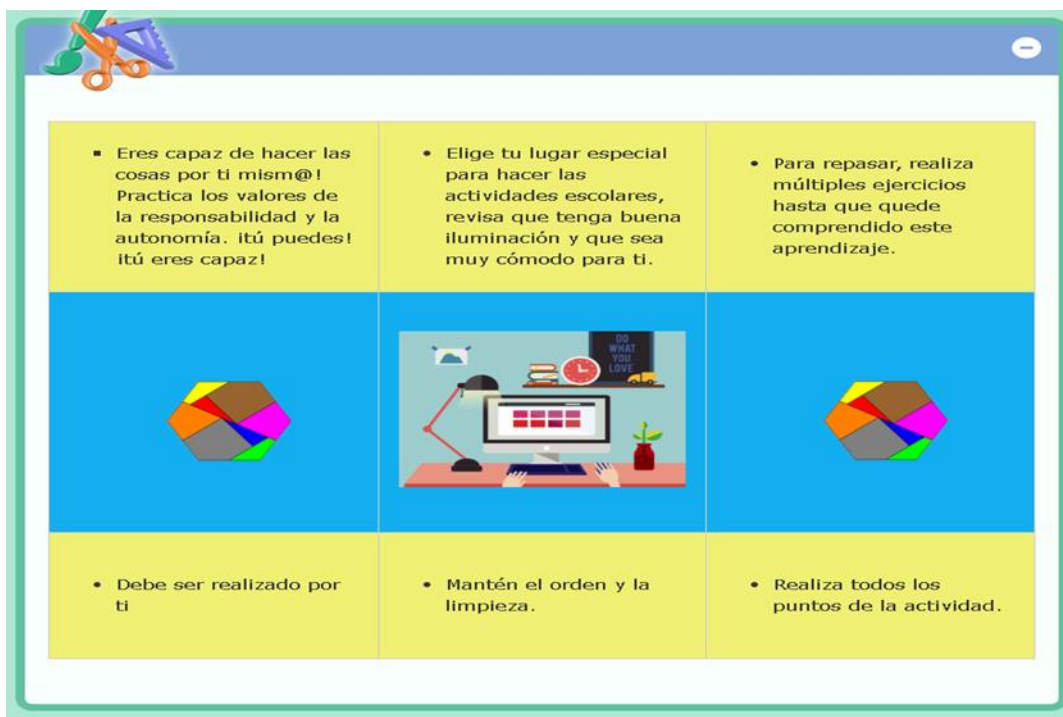 ▪ Eres capaz de hacer las
cosas por ti mism@!
Practica los valores de
la responsabilidad y la
autonomía. ¡tú puedes!
¡tú eres capaz!
• Elige tu lugar especial
para hacer las
actividades escolares,
revisa que tenga buena
iluminación y que sea
muy cómodo para ti.
• Para repasar, realiza
múltiples ejercicios
hasta que quede
comprendido este
aprendizaje.
DO
WHAT
YOU
LOVE
• Debe ser realizado por
ti
• Mantén el orden y la
limpieza.
• Realiza todos los
puntos de la actividad.